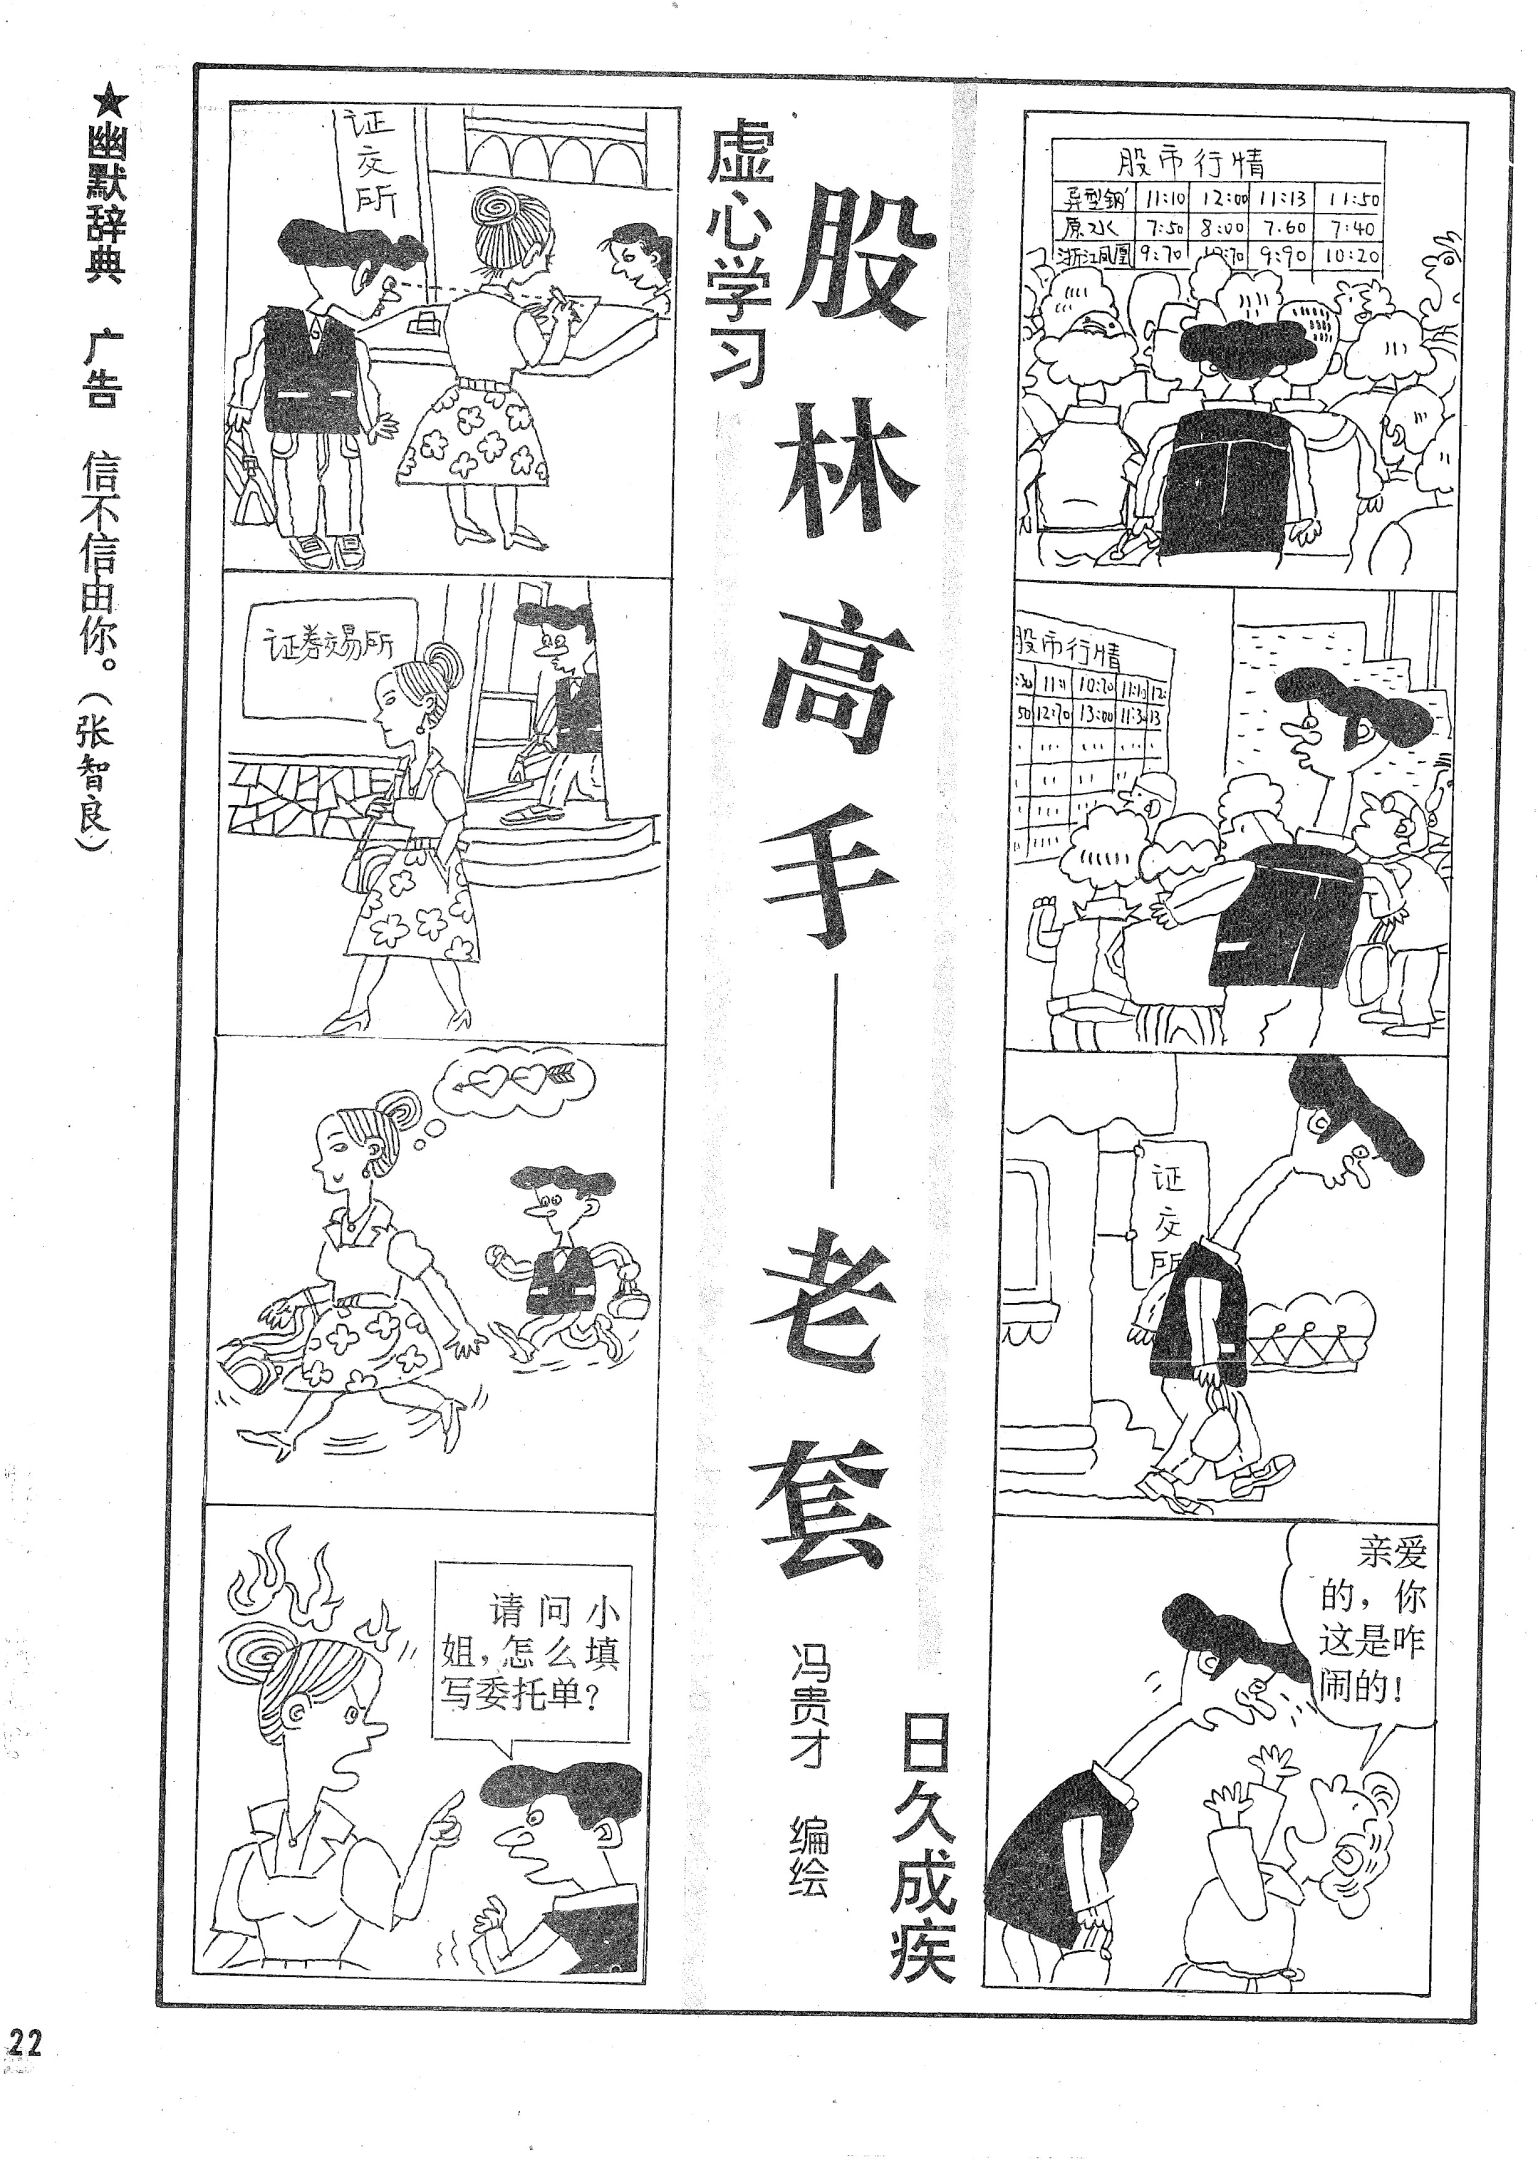 ★幽默辞典 广告 信不信由你。（张智良）
股林高手——老套
冯贵才 编绘
虚心学习
证交所
证券交易所
请问小
姐，怎么填
写委托单？
日久成疾
股市行情
异型钢 11:10 12:00 11:13 11:50
原水 7:50 8:00 7.60 7:40
浙江凤凰 9:70 10:70 9:90 10:20
股市行情
:30 11:1 10:20 11:10 12:
50 12:70 13:00 11:30 13
证交所
亲爱
的，你
这是咋
闹的！
22